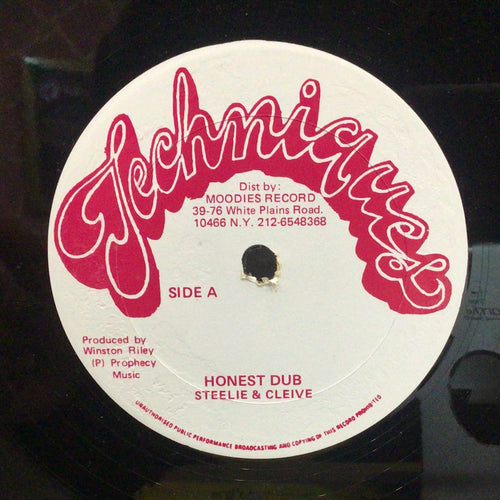 Techniques
Dist by:
MOODIES RECORD
39-76 White Plains Road.
10466 N.Y. 212-6548368
SIDE A
Produced by
Winston Riley
(P) Prophecy
Music
HONEST DUB
STEELIE & CLEIVE
UNAUTHORISED PUBLIC PERFORMANCE BROADCASTING AND COPYING OF THIS RECORD PROHIBITED